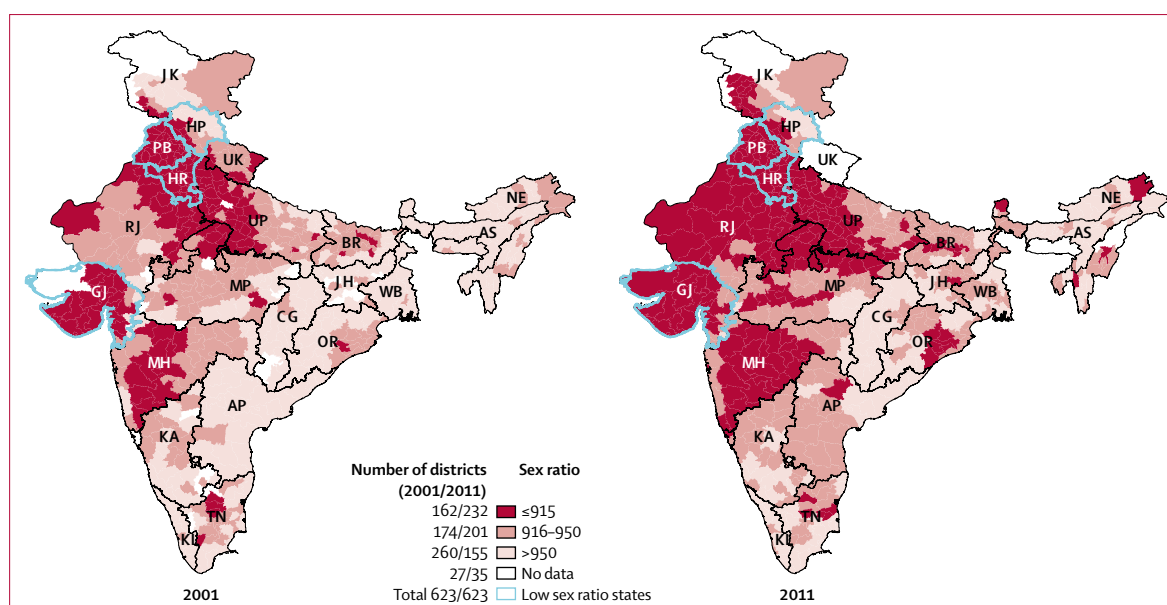 JK
HP
PB
UK
HR
RJ
UP
BR
NE
AS
GJ
MP
JH
WB
CG
OR
MH
AP
KA
TN
KL
2001
Number of districts (2001/2011) Sex ratio
162/232 ≤915
174/201 916–950
260/155 >950
27/35 No data
Total 623/623 Low sex ratio states
JK
HP
PB
UK
HR
RJ
UP
BR
NE
AS
GJ
MP
JH
WB
CG
OR
MH
AP
KA
TN
KL
2011